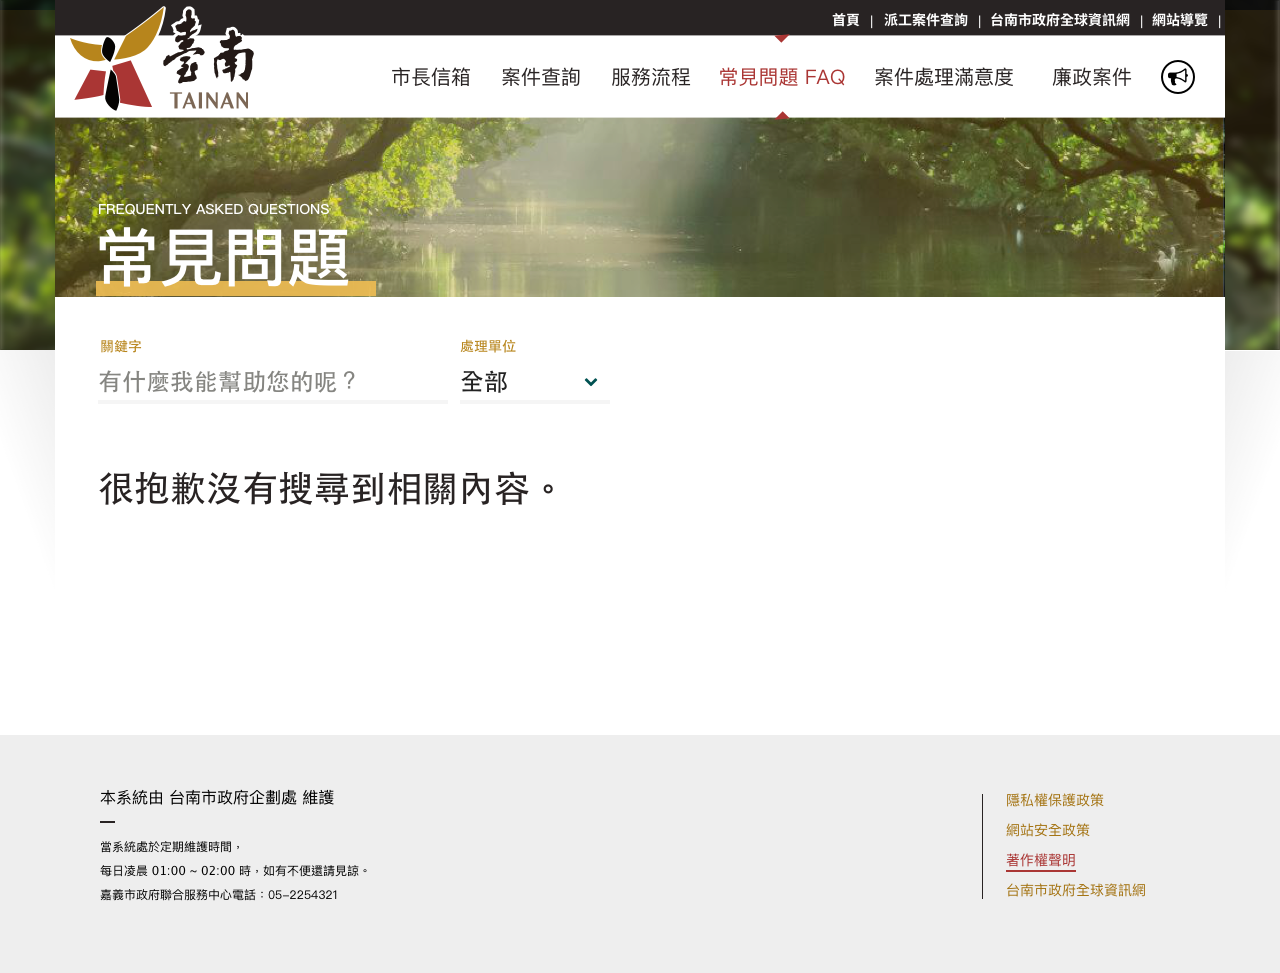 首頁 | 派工案件查詢 | 台南市政府全球資訊網 | 網站導覽 |
臺南
TAINAN
市長信箱 案件查詢 服務流程 常見問題 FAQ 案件處理滿意度 廉政案件
FREQUENTLY ASKED QUESTIONS
常見問題
關鍵字 處理單位
有什麼我能幫助您的呢？ 全部
很抱歉沒有搜尋到相關內容。
本系統由 台南市政府企劃處 維護
當系統處於定期維護時間，
每日凌晨 01:00 ~ 02:00 時，如有不便還請見諒。
嘉義市政府聯合服務中心電話：05-2254321
隱私權保護政策
網站安全政策
著作權聲明
台南市政府全球資訊網